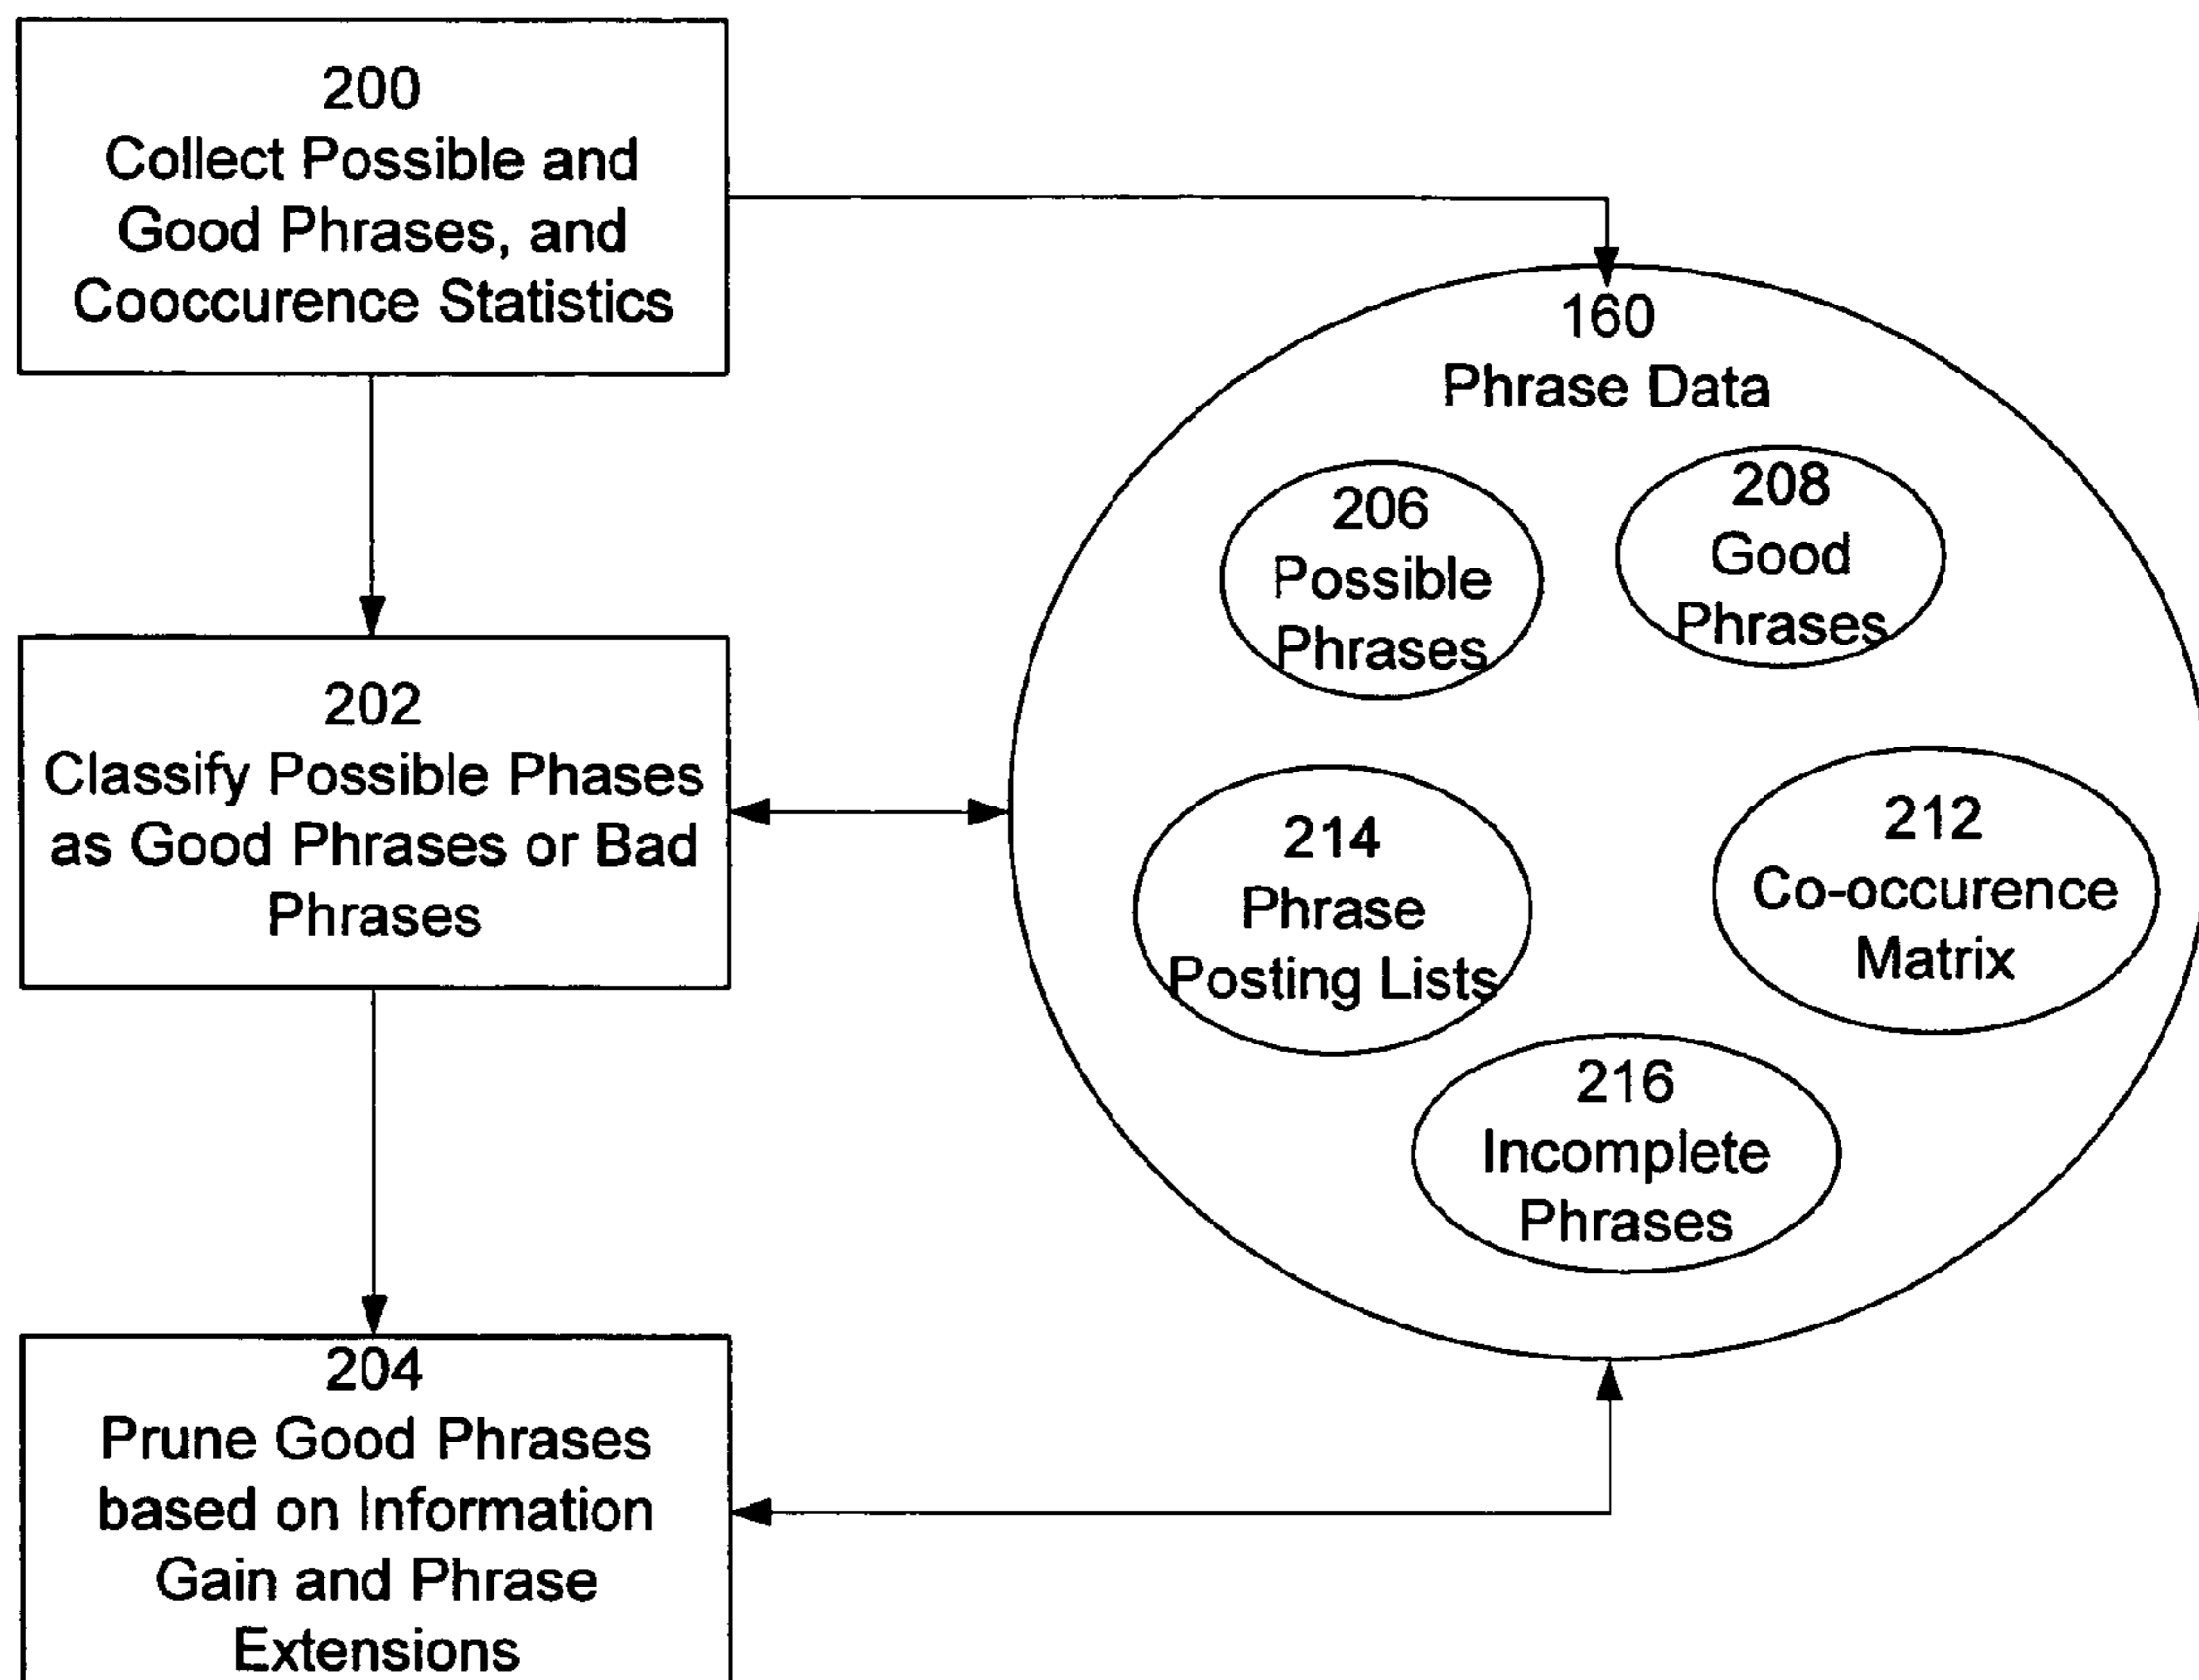 200
Collect Possible and
Good Phrases, and
Cooccurence Statistics
202
Classify Possible Phases
as Good Phrases or Bad
Phrases
204
Prune Good Phrases
based on Information
Gain and Phrase
Extensions
160
Phrase Data
206
Possible
Phrases
208
Good
Phrases
214
Phrase
Posting Lists
212
Co-occurence
Matrix
216
Incomplete
Phrases